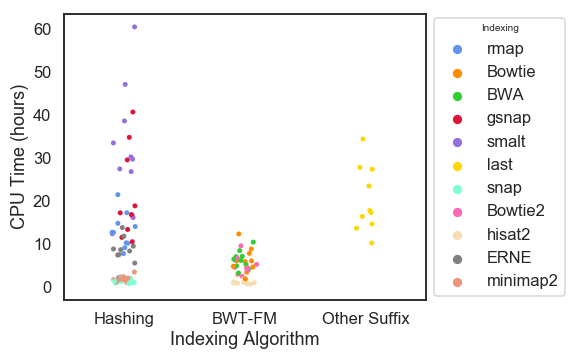 60
50
40
30
20
10
0
CPU Time (hours)
Hashing BWT-FM Other Suffix
Indexing Algorithm
Indexing
rmap
Bowtie
BWA
gsnap
smalt
last
snap
Bowtie2
hisat2
ERNE
minimap2